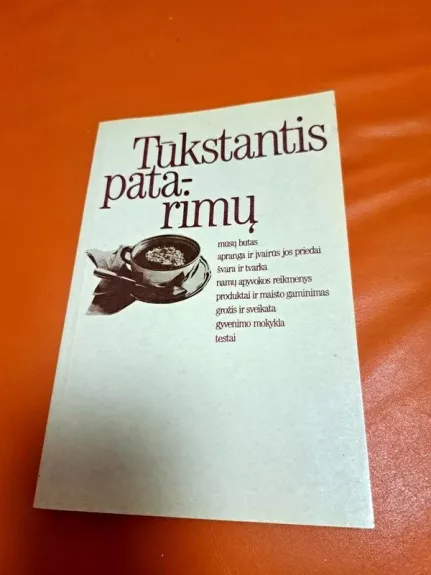 Tūkstantis
pata-
rimų
mūsų butas
apranga ir įvairūs jos priedai
švara ir tvarka
namų apyvokos reikmenys
produktai ir maisto gaminimas
grožis ir sveikata
gyvenimo mokykla
testai